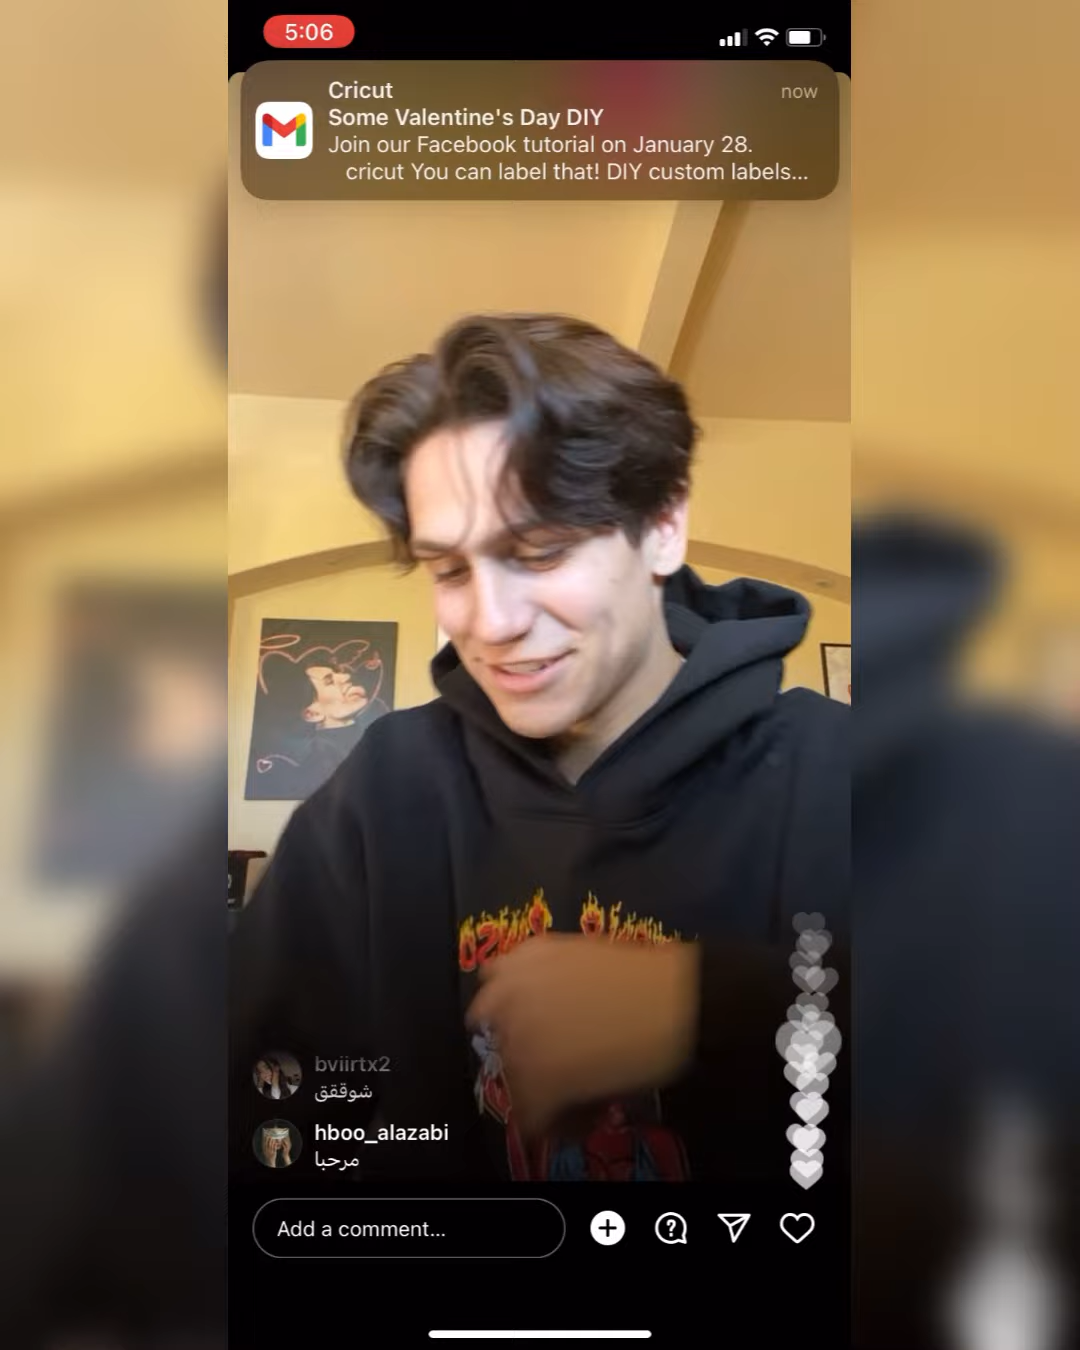 5:06
Cricut
now
Some Valentine's Day DIY
Join our Facebook tutorial on January 28.
cricut You can label that! DIY custom labels...
bviirtx2
شوققق
hboo_alazabi
مرحبا
Add a comment...